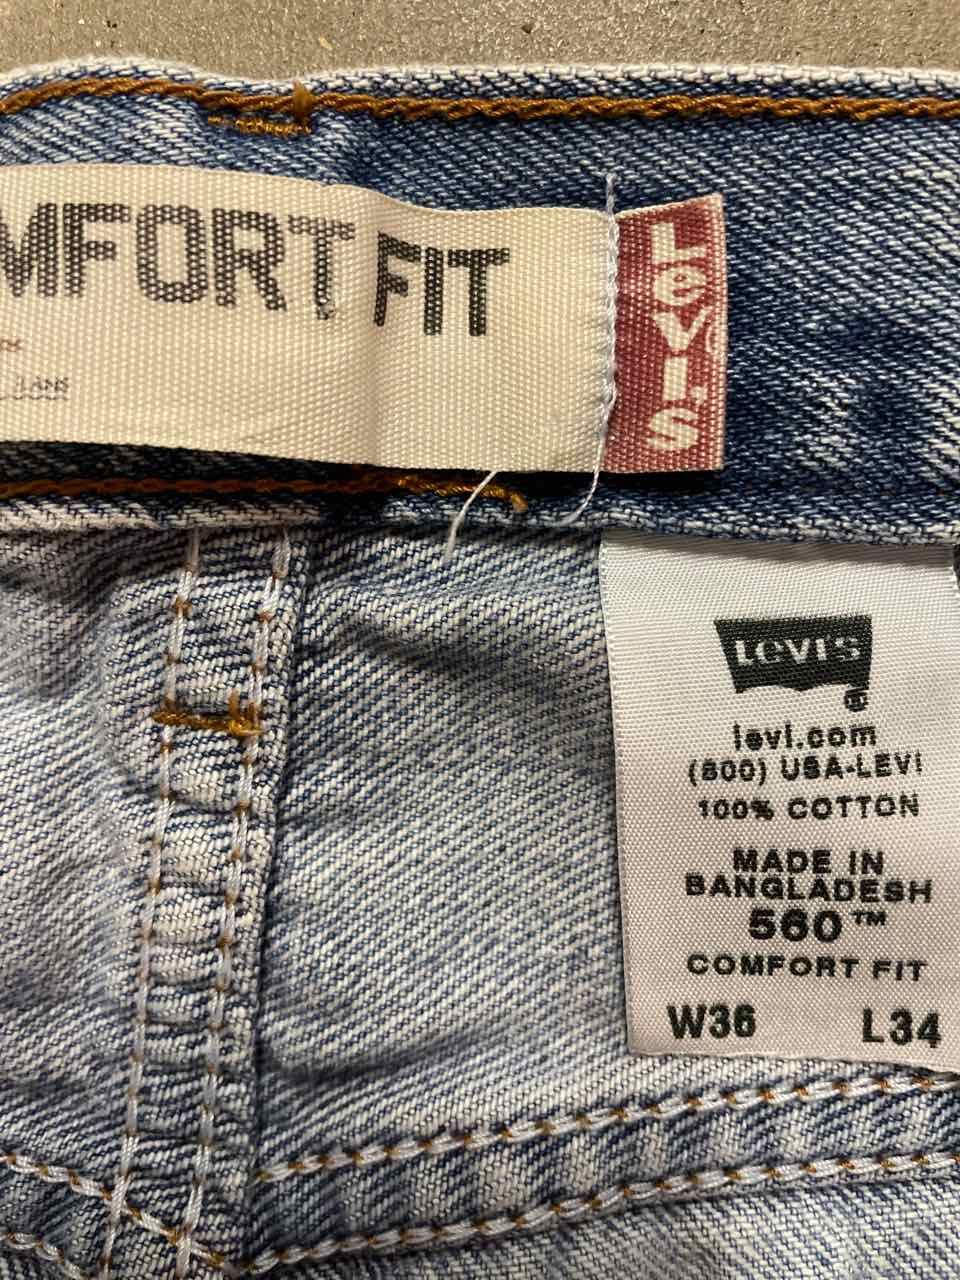 MFORT FIT
JEANS
LEVI'S
LEVI'S
®
levi.com
(800) USA-LEVI
100% COTTON
MADE IN
BANGLADESH
560™
COMFORT FIT
W36 L34